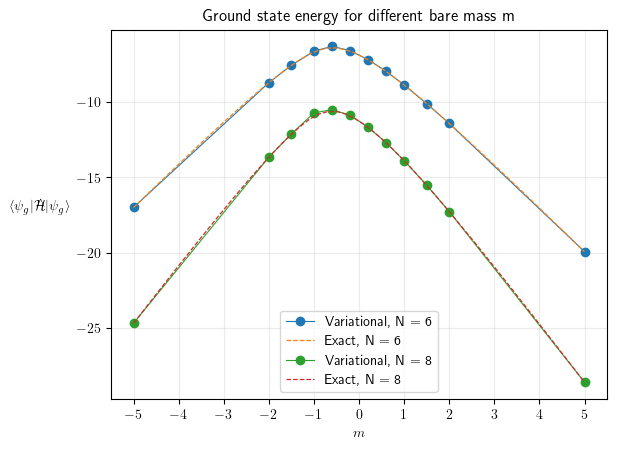 Ground state energy for different bare mass m
−10
−15
−20
−25
⟨ψ_g|ℋ|ψ_g⟩
Variational, N = 6
Exact, N = 6
Variational, N = 8
Exact, N = 8
−5 −4 −3 −2 −1 0 1 2 3 4 5
m